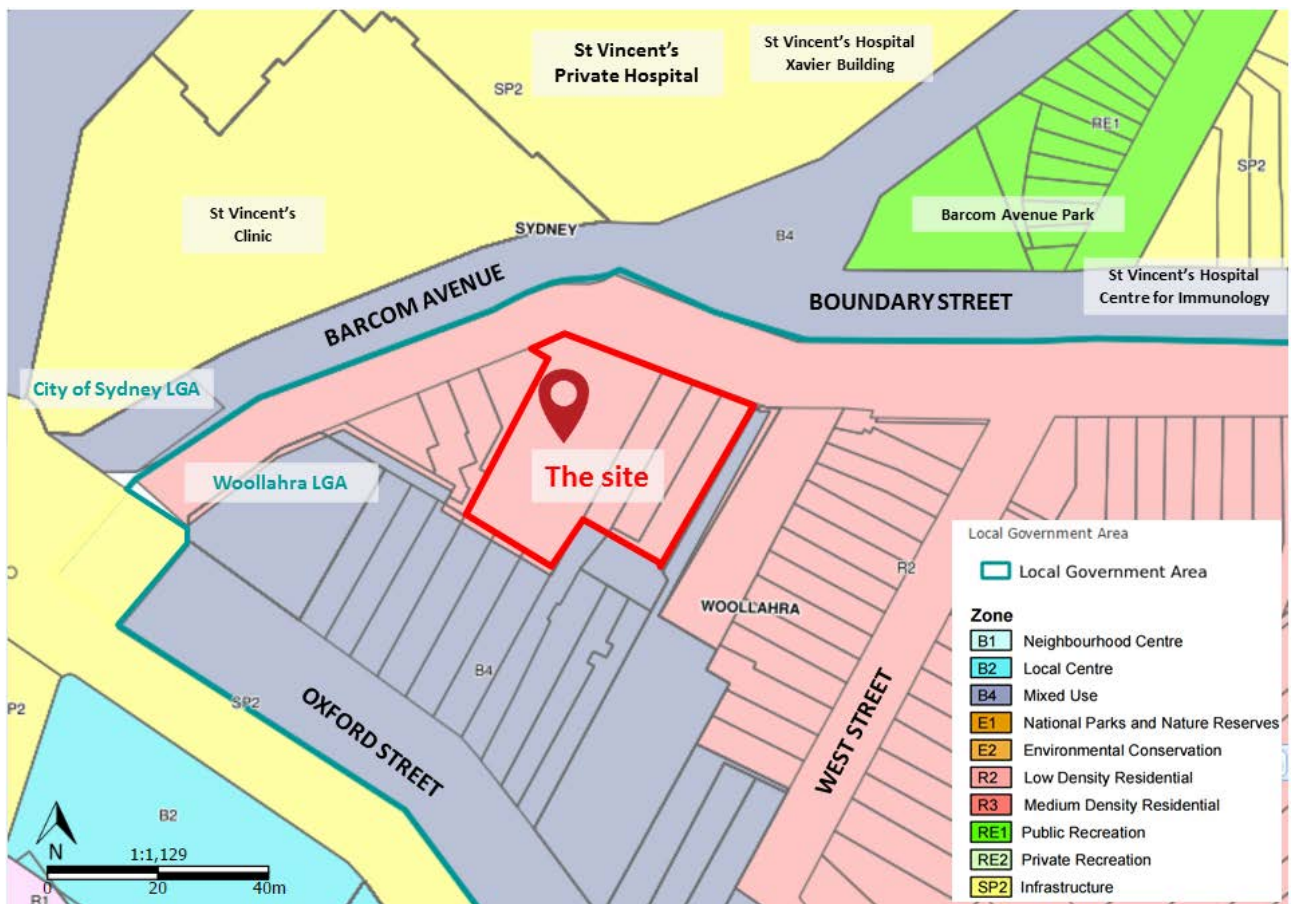 St Vincent's
Private Hospital
St Vincent's Hospital
Xavier Building
SP2
RE1
SP2
St Vincent's
Clinic
Barcom Avenue Park
SYDNEY
B4
St Vincent's Hospital
Centre for Immunology
BARCOM AVENUE
BOUNDARY STREET
City of Sydney LGA
Woollahra LGA
The site
R2
WOOLLAHRA
B4
SP2
P2
OXFORD STREET
WEST STREET
B2
R1
N
1:1,129
0 20 40m
Local Government Area
Local Government Area
Zone
B1 Neighbourhood Centre
B2 Local Centre
B4 Mixed Use
E1 National Parks and Nature Reserves
E2 Environmental Conservation
R2 Low Density Residential
R3 Medium Density Residential
RE1 Public Recreation
RE2 Private Recreation
SP2 Infrastructure